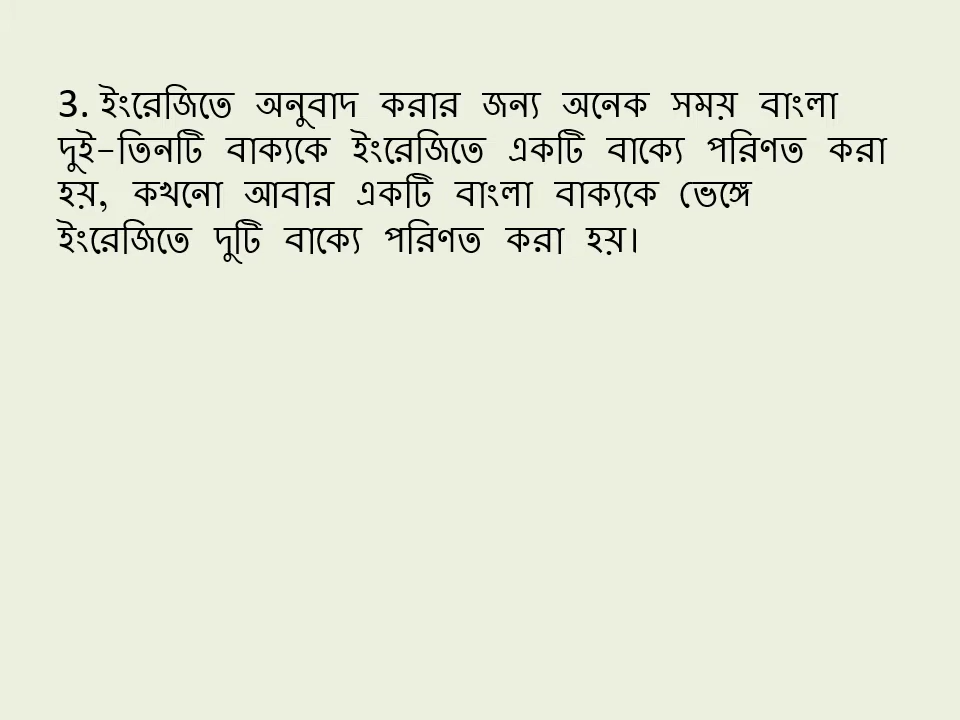 3. ইংরেজিতে অনুবাদ করার জন্য অনেক সময় বাংলা
দুই-তিনটি বাক্যকে ইংরেজিতে একটি বাক্যে পরিণত করা
হয়, কখনো আবার একটি বাংলা বাক্যকে ভেঙ্গে
ইংরেজিতে দুটি বাক্যে পরিণত করা হয়।